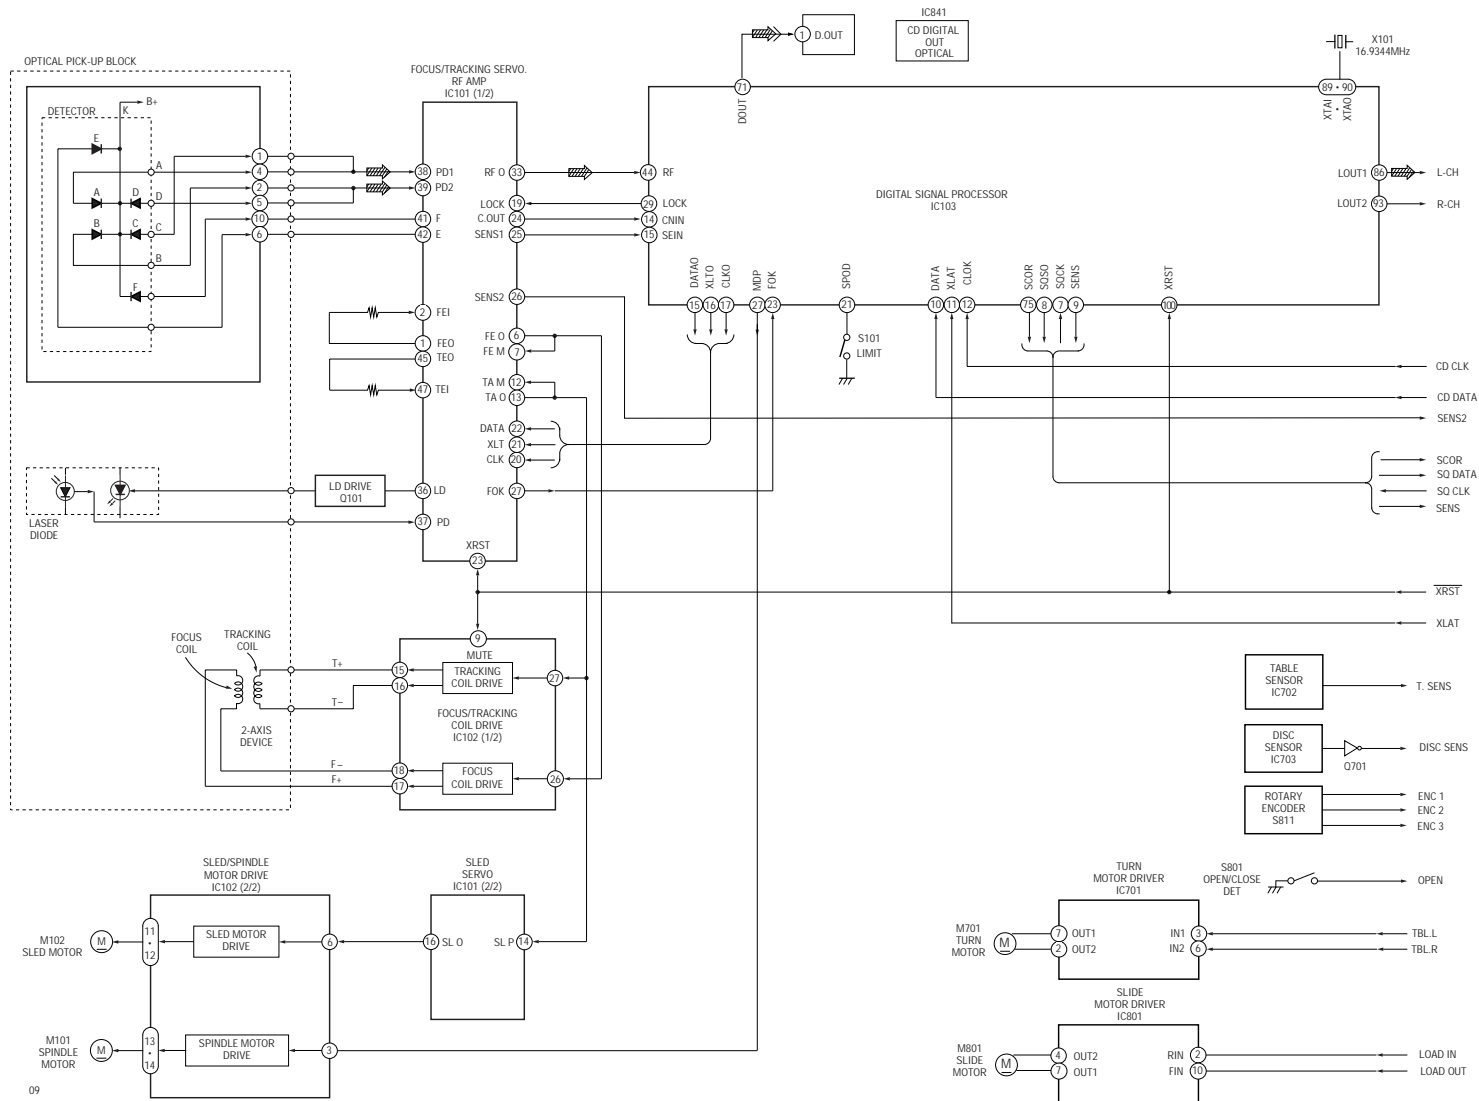 IC841
CD DIGITAL
OUT
OPTICAL
1 D.OUT
X101
16.9344MHz
89 • 90
XTAI
•
XTAO
71
DOUT
OPTICAL PICK-UP BLOCK
DETECTOR
K
B+
E
A
A
D
D
B
C
C
B
F
1
4
2
5
10
6
FOCUS/TRACKING SERVO.
RF AMP
IC101 (1/2)
38 PD1
39 PD2
41 F
42 E
2 FEI
1 FEO
45 TEO
47 TEI
36 LD
37 PD
RF O 33
LOCK 19
C.OUT 24
SENS1 25
SENS2 26
FE O 6
FE M 7
TA M 12
TA O 13
DATA 22
XLT 21
CLK 20
FOK 27
XRST
23
DIGITAL SIGNAL PROCESSOR
IC103
44 RF
29 LOCK
14 CNIN
15 SEIN
LOUT1 86 L-CH
LOUT2 93 R-CH
DATAO
XLTO
CLKO
MDP
FOK
SPOD
DATA
XLAT
CLOK
SCOR
SQSO
SQCK
SENS
XRST
15 16 17 27 23 21 10 11 12 75 8 7 9 100
S101
LIMIT
CD CLK
CD DATA
SENS2
SCOR
SQ DATA
SQ CLK
SENS
XRST
XLAT
LASER
DIODE
LD DRIVE
Q101
FOCUS
COIL
TRACKING
COIL
2-AXIS
DEVICE
T+
T–
F–
F+
9
MUTE
15
16
18
17
27
26
TRACKING
COIL DRIVE
FOCUS/TRACKING
COIL DRIVE
IC102 (1/2)
FOCUS
COIL DRIVE
TABLE
SENSOR
IC702
T. SENS
DISC
SENSOR
IC703
Q701
DISC SENS
ROTARY
ENCODER
S811
ENC 1
ENC 2
ENC 3
SLED/SPINDLE
MOTOR DRIVE
IC102 (2/2)
SLED
SERVO
IC101 (2/2)
M102
SLED MOTOR
M
11
•
12
SLED MOTOR
DRIVE
6
16 SL O
SL P 14
M101
SPINDLE
MOTOR
M
13
•
14
SPINDLE MOTOR
DRIVE
3
TURN
MOTOR DRIVER
IC701
S801
OPEN/CLOSE
DET
OPEN
M701
TURN
MOTOR
M
7 OUT1
2 OUT2
IN1 3
IN2 6
TBL.L
TBL.R
SLIDE
MOTOR DRIVER
IC801
M801
SLIDE
MOTOR
M
4 OUT2
7 OUT1
RIN 2
FIN 10
LOAD IN
LOAD OUT
09